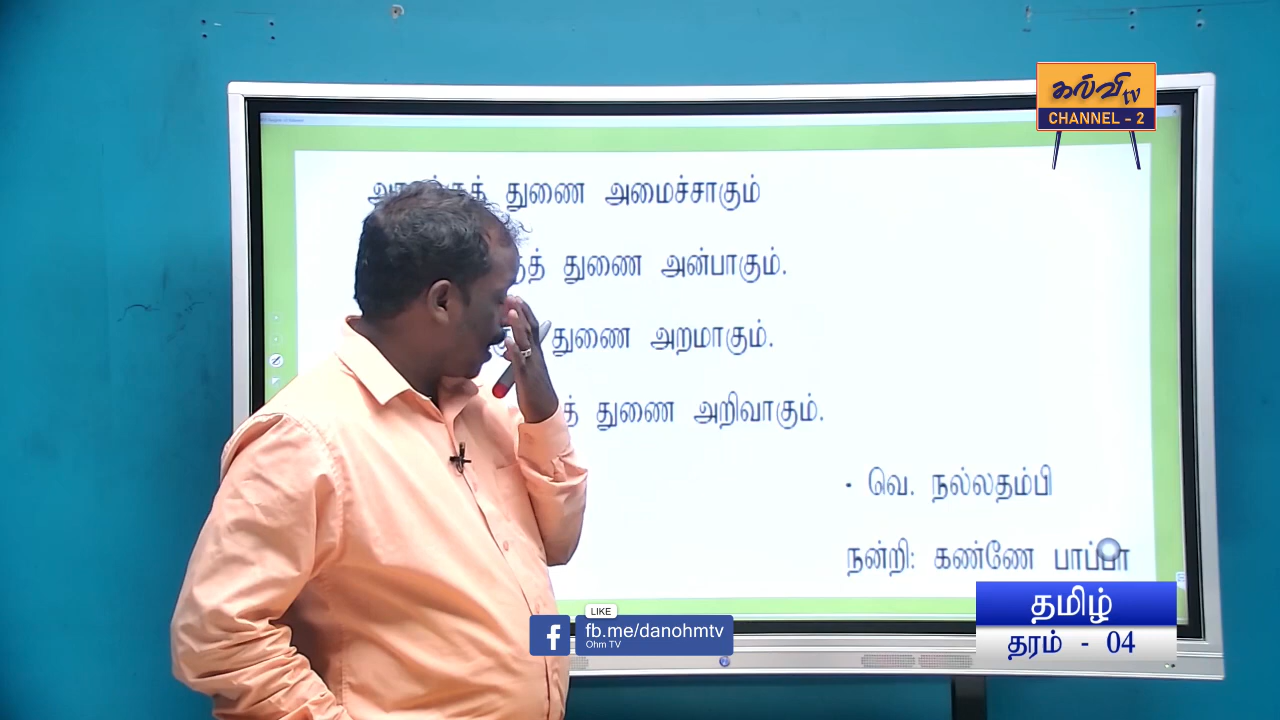 கல்வி tv
CHANNEL - 2
துணை அமைச்சாகும்
துணை அன்பாகும்.
துணை அறமாகும்.
துணை அறிவாகும்.
- வெ. நல்லதம்பி
நன்றி: கண்ணே பாப்பா
LIKE
f fb.me/danohmtv
Ohm TV
தமிழ்
தரம் - 04